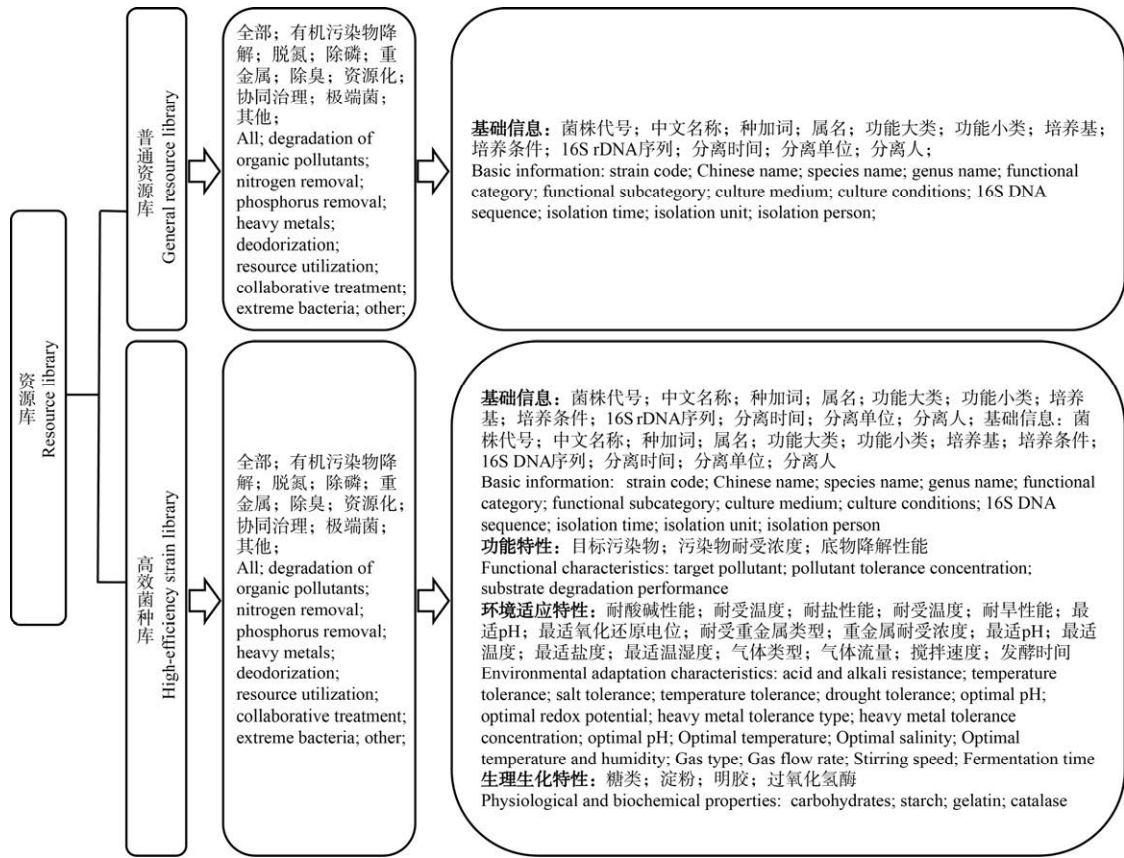 资源库
Resource library
普通资源库
General resource library
全部；有机污染物降
解；脱氮；除磷；重
金属；除臭；资源化；
协同治理；极端菌；
其他；
All; degradation of
organic pollutants;
nitrogen removal;
phosphorus removal;
heavy metals;
deodorization;
resource utilization;
collaborative treatment;
extreme bacteria; other;
基础信息：菌株代号；中文名称；种加词；属名；功能大类；功能小类；培养基；
培养条件；16S rDNA序列；分离时间；分离单位；分离人；
Basic information: strain code; Chinese name; species name; genus name; functional
category; functional subcategory; culture medium; culture conditions; 16S DNA
sequence; isolation time; isolation unit; isolation person;
高效菌种库
High-efficiency strain library
全部；有机污染物降
解；脱氮；除磷；重
金属；除臭；资源化；
协同治理；极端菌；
其他；
All; degradation of
organic pollutants;
nitrogen removal;
phosphorus removal;
heavy metals;
deodorization;
resource utilization;
collaborative treatment;
extreme bacteria; other;
基础信息：菌株代号；中文名称；种加词；属名；功能大类；功能小类；培养
基；培养条件；16S rDNA序列；分离时间；分离单位；分离人；基础信息：菌
株代号；中文名称；种加词；属名；功能大类；功能小类；培养基；培养条件；
16S DNA序列；分离时间；分离单位；分离人
Basic information: strain code; Chinese name; species name; genus name; functional
category; functional subcategory; culture medium; culture conditions; 16S DNA
sequence; isolation time; isolation unit; isolation person
功能特性：目标污染物；污染物耐受浓度；底物降解性能
Functional characteristics: target pollutant; pollutant tolerance concentration;
substrate degradation performance
环境适应特性：耐酸碱性能；耐受温度；耐盐性能；耐受温度；耐旱性能；最
适pH；最适氧化还原电位；耐受重金属类型；重金属耐受浓度；最适pH；最适
温度；最适盐度；最适温湿度；气体类型；气体流量；搅拌速度；发酵时间
Environmental adaptation characteristics: acid and alkali resistance; temperature
tolerance; salt tolerance; temperature tolerance; drought tolerance; optimal pH;
optimal redox potential; heavy metal tolerance type; heavy metal tolerance
concentration; optimal pH; Optimal temperature; Optimal salinity; Optimal
temperature and humidity; Gas type; Gas flow rate; Stirring speed; Fermentation time
生理生化特性：糖类；淀粉；明胶；过氧化氢酶
Physiological and biochemical properties: carbohydrates; starch; gelatin; catalase